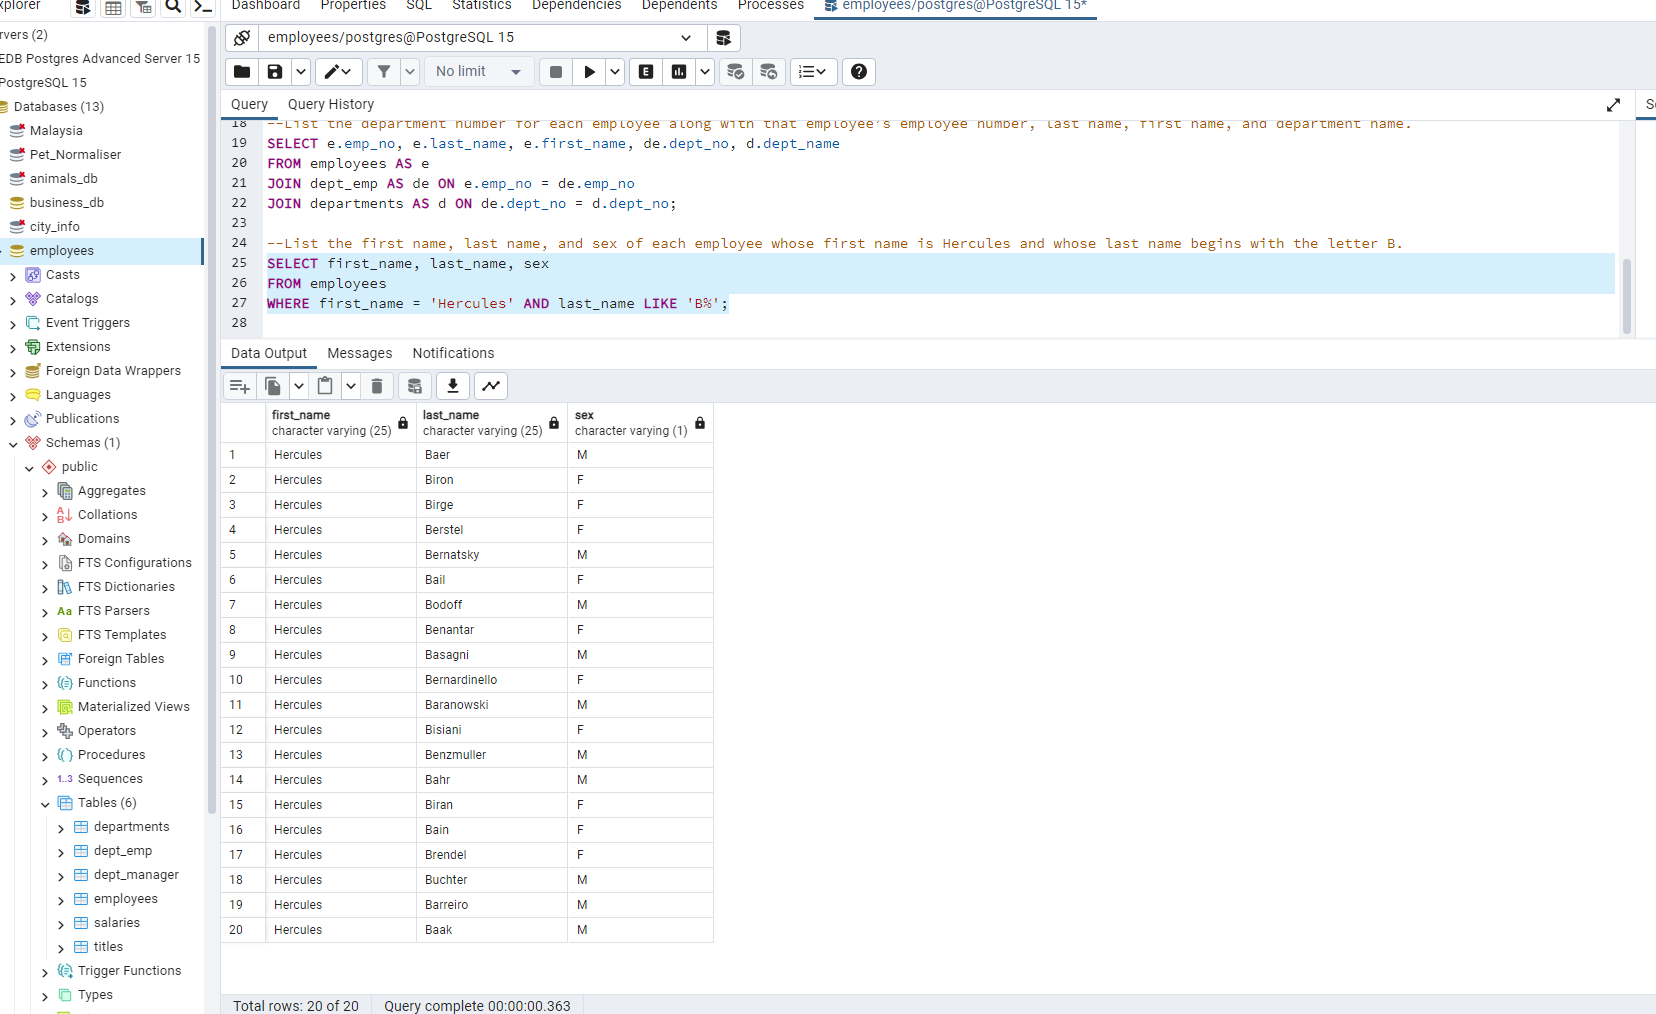 plorer
Dashboard Properties SQL Statistics Dependencies Dependents Processes employees/postgres@PostgreSQL 15*
rvers (2)
EDB Postgres Advanced Server 15
PostgreSQL 15
Databases (13)
Malaysia
Pet_Normaliser
animals_db
business_db
city_info
employees
Casts
Catalogs
Event Triggers
Extensions
Foreign Data Wrappers
Languages
Publications
Schemas (1)
public
Aggregates
Collations
Domains
FTS Configurations
FTS Dictionaries
Aa FTS Parsers
FTS Templates
Foreign Tables
Functions
Materialized Views
Operators
Procedures
1..3 Sequences
Tables (6)
departments
dept_emp
dept_manager
employees
salaries
titles
Trigger Functions
Types
employees/postgres@PostgreSQL 15
No limit E
Query Query History
18 --List the department number for each employee along with that employee's employee number, last name, first name, and department name.
19 SELECT e.emp_no, e.last_name, e.first_name, de.dept_no, d.dept_name
20 FROM employees AS e
21 JOIN dept_emp AS de ON e.emp_no = de.emp_no
22 JOIN departments AS d ON de.dept_no = d.dept_no;
23
24 --List the first name, last name, and sex of each employee whose first name is Hercules and whose last name begins with the letter B.
25 SELECT first_name, last_name, sex
26 FROM employees
27 WHERE first_name = 'Hercules' AND last_name LIKE 'B%';
28
Data Output Messages Notifications
first_name last_name sex
character varying (25) character varying (25) character varying (1)
1 Hercules Baer M
2 Hercules Biron F
3 Hercules Birge F
4 Hercules Berstel F
5 Hercules Bernatsky M
6 Hercules Bail F
7 Hercules Bodoff M
8 Hercules Benantar F
9 Hercules Basagni M
10 Hercules Bernardinello F
11 Hercules Baranowski M
12 Hercules Bisiani F
13 Hercules Benzmuller M
14 Hercules Bahr M
15 Hercules Biran F
16 Hercules Bain F
17 Hercules Brendel F
18 Hercules Buchter M
19 Hercules Barreiro M
20 Hercules Baak M
Total rows: 20 of 20 Query complete 00:00:00.363